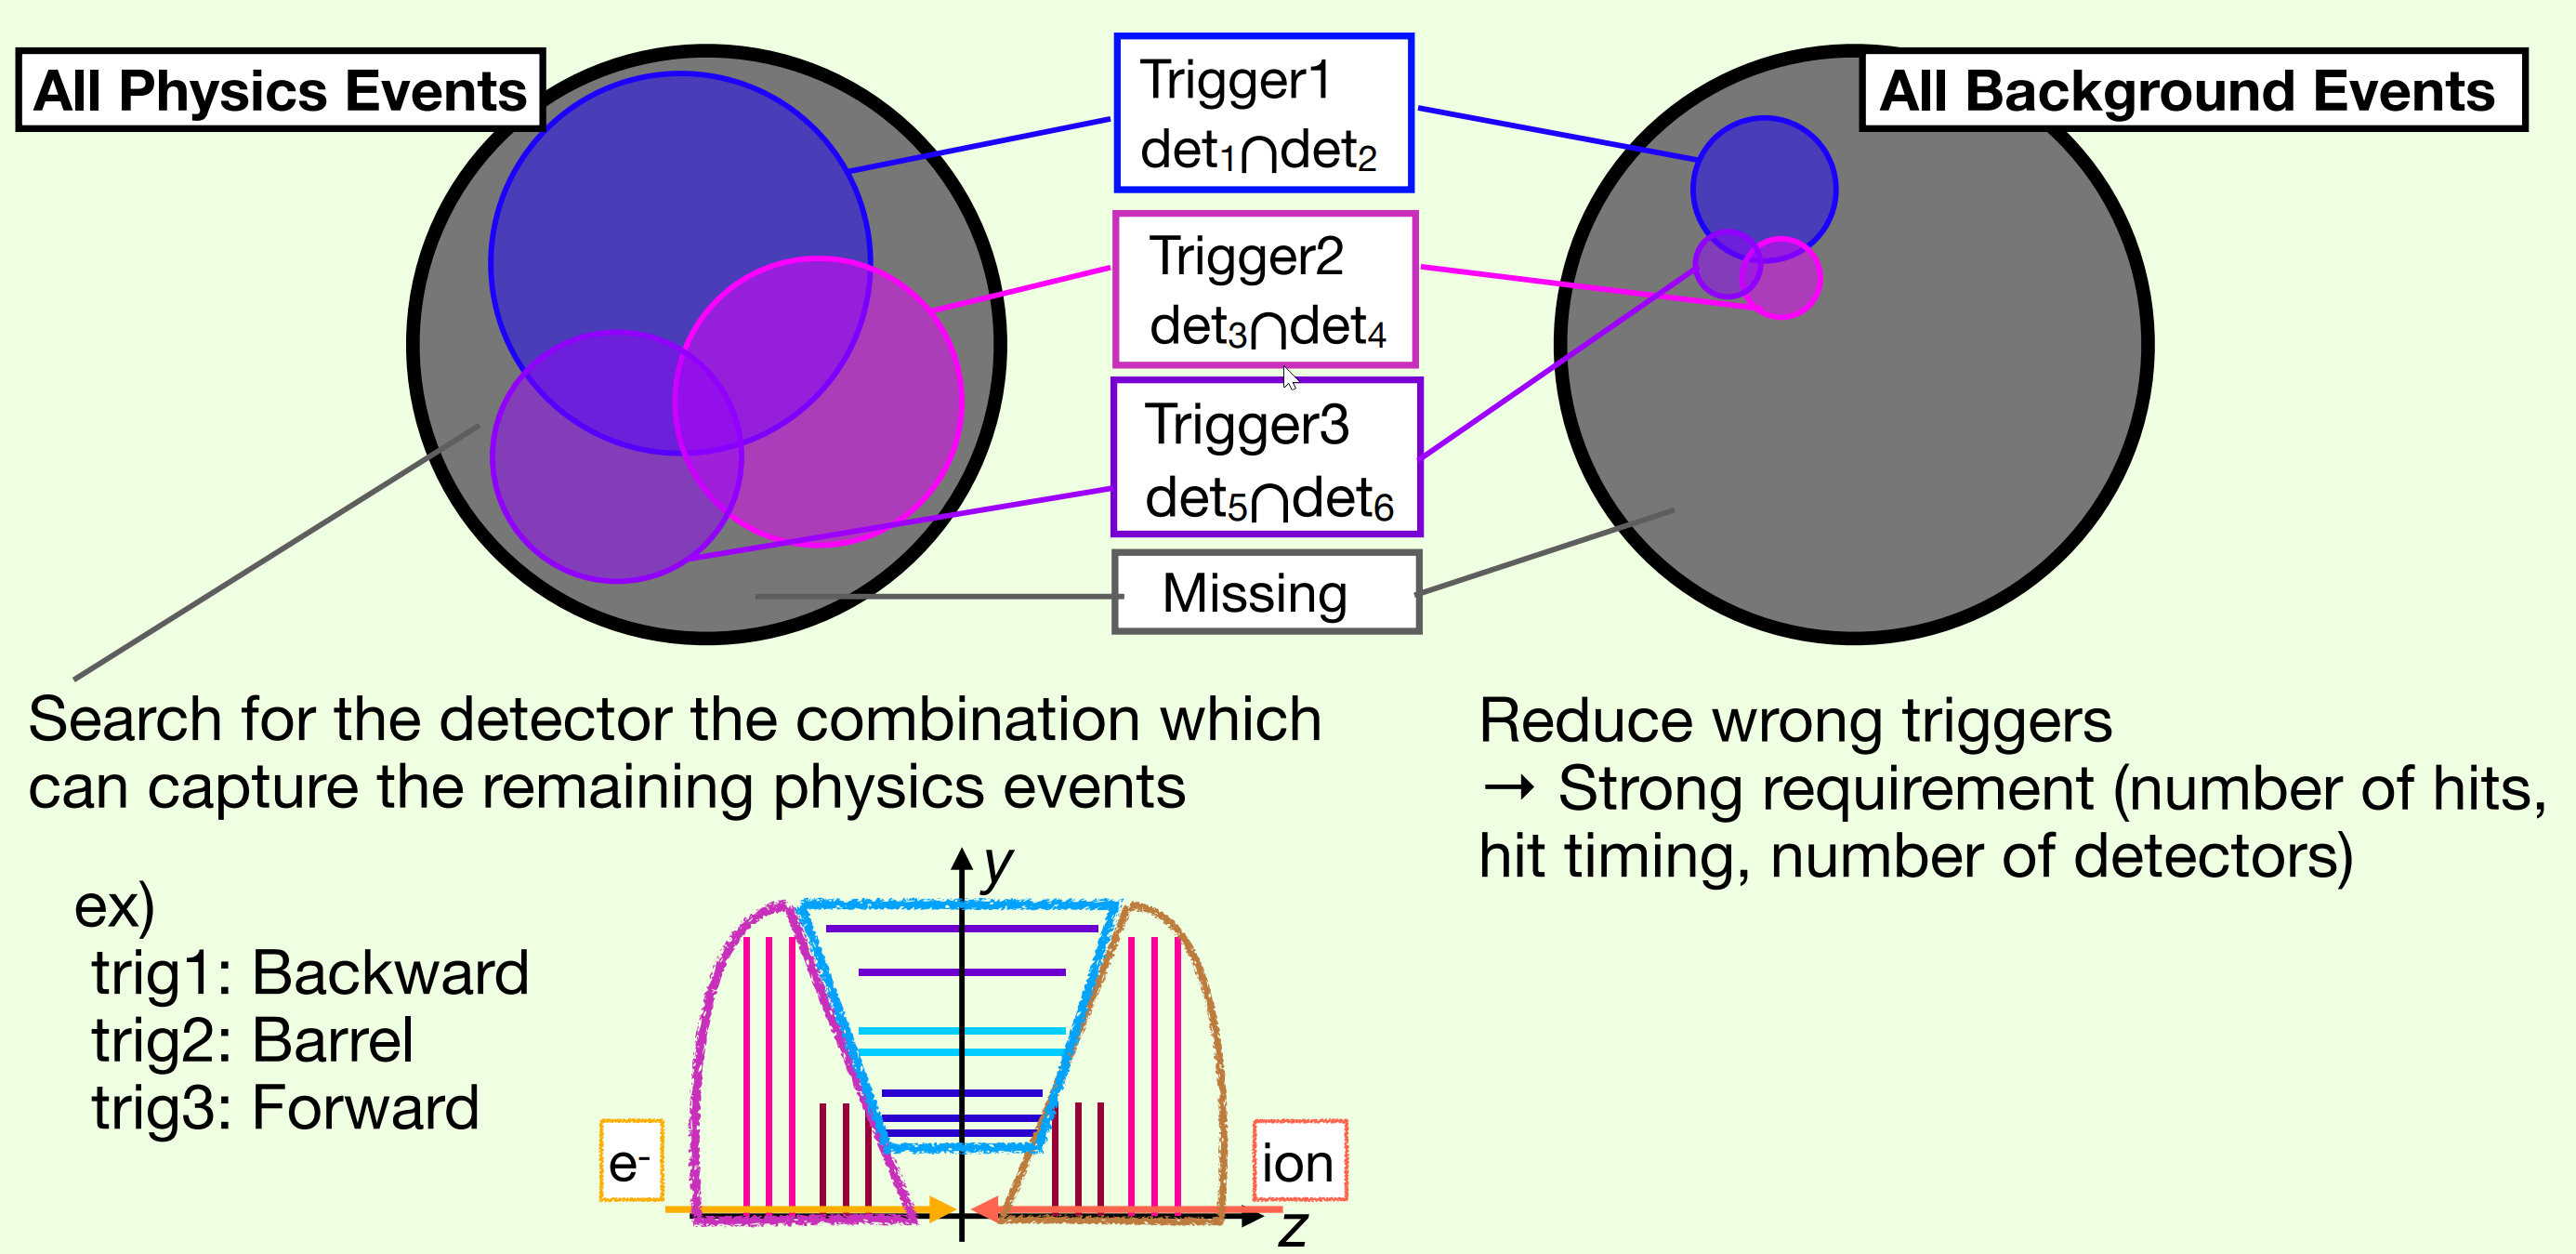 All Physics Events
Trigger1
det₁∩det₂
Trigger2
det₃∩det₄
Trigger3
det₅∩det₆
Missing
All Background Events
Search for the detector the combination which
can capture the remaining physics events
Reduce wrong triggers
→ Strong requirement (number of hits,
hit timing, number of detectors)
ex)
trig1: Backward
trig2: Barrel
trig3: Forward
y
e⁻
ion
z